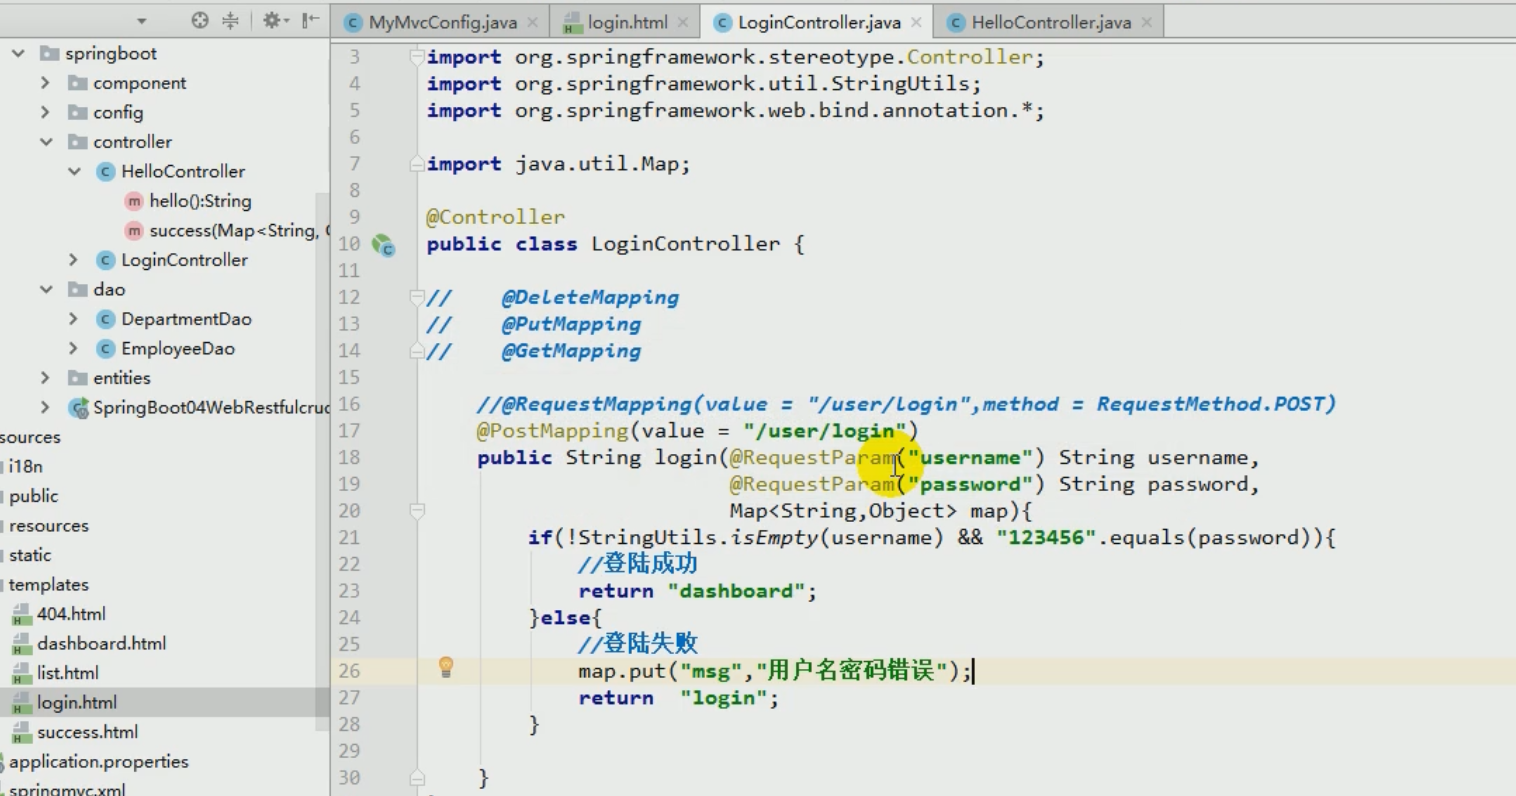 MyMvcConfig.java
login.html
LoginController.java
HelloController.java
springboot
component
config
controller
HelloController
hello():String
success(Map<String,
LoginController
dao
DepartmentDao
EmployeeDao
entities
SpringBoot04WebRestfulcru
sources
i18n
public
resources
static
templates
404.html
dashboard.html
list.html
login.html
success.html
application.properties
springmvc.xml
3 import org.springframework.stereotype.Controller;
4 import org.springframework.util.StringUtils;
5 import org.springframework.web.bind.annotation.*;
6
7 import java.util.Map;
8
9 @Controller
10 public class LoginController {
11
12 // @DeleteMapping
13 // @PutMapping
14 // @GetMapping
15
16 //@RequestMapping(value = "/user/login",method = RequestMethod.POST)
17 @PostMapping(value = "/user/login")
18 public String login(@RequestParam("username") String username,
19 @RequestParam("password") String password,
20 Map<String,Object> map){
21 if(!StringUtils.isEmpty(username) && "123456".equals(password)){
22 //登陆成功
23 return "dashboard";
24 }else{
25 //登陆失败
26 map.put("msg","用户名密码错误");
27 return "login";
28 }
29
30 }